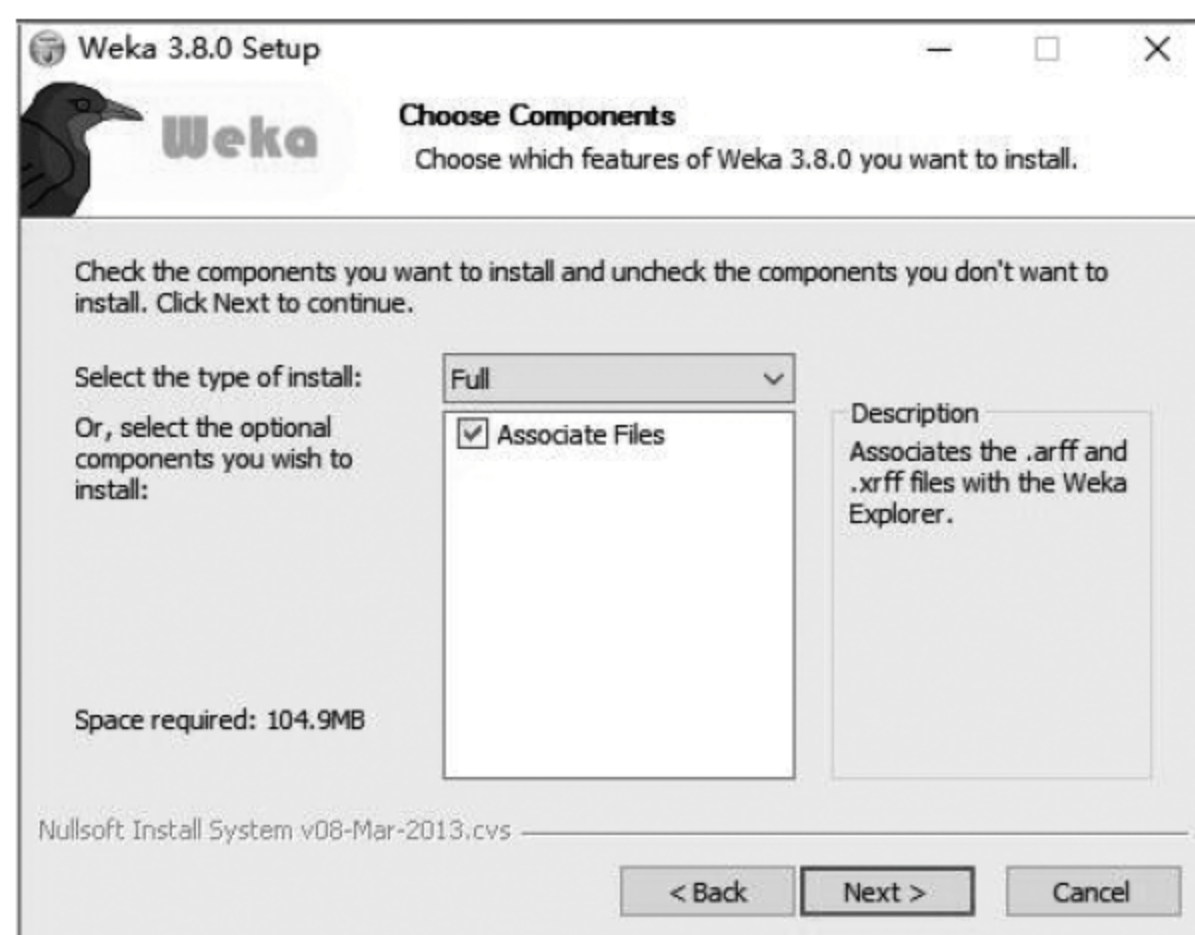 Weka 3.8.0 Setup
Weka
Choose Components
Choose which features of Weka 3.8.0 you want to install.
Check the components you want to install and uncheck the components you don't want to
install. Click Next to continue.
Select the type of install:
Full
Or, select the optional
components you wish to
install:
Associate Files
Description
Associates the .arff and
.xrff files with the Weka
Explorer.
Space required: 104.9MB
Nullsoft Install System v08-Mar-2013.cvs
< Back
Next >
Cancel